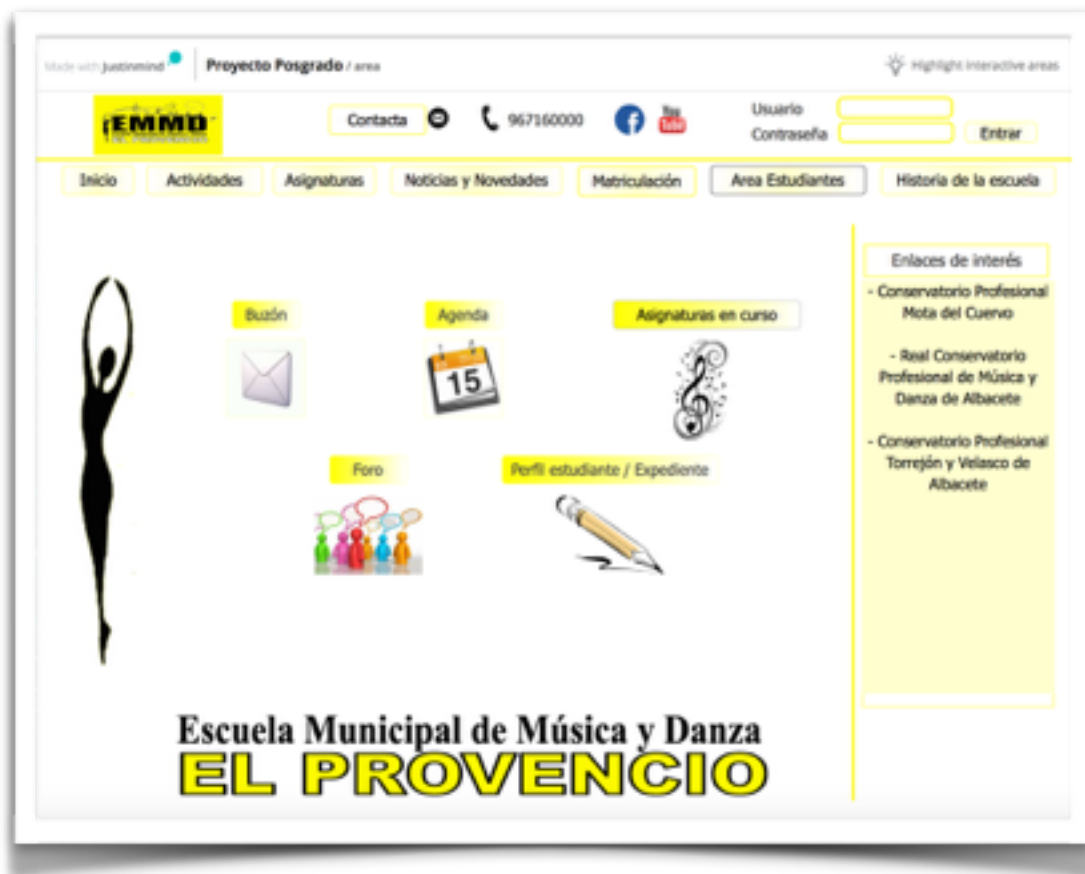 Made with Justinmind
Proyecto Posgrado / area
Highlight interactive areas
EMMD
Contacta
967160000
You
Tube
Usuario
Contraseña
Entrar
Inicio
Actividades
Asignaturas
Noticias y Novedades
Matriculación
Area Estudiantes
Historia de la escuela
Buzón
Agenda
Asignaturas en curso
15
Foro
Perfil estudiante / Expediente
Enlaces de interés
- Conservatorio Profesional
Mota del Cuervo
- Real Conservatorio
Profesional de Música y
Danza de Albacete
- Conservatorio Profesional
Torrejón y Velasco de
Albacete
Escuela Municipal de Música y Danza
EL PROVENCIO